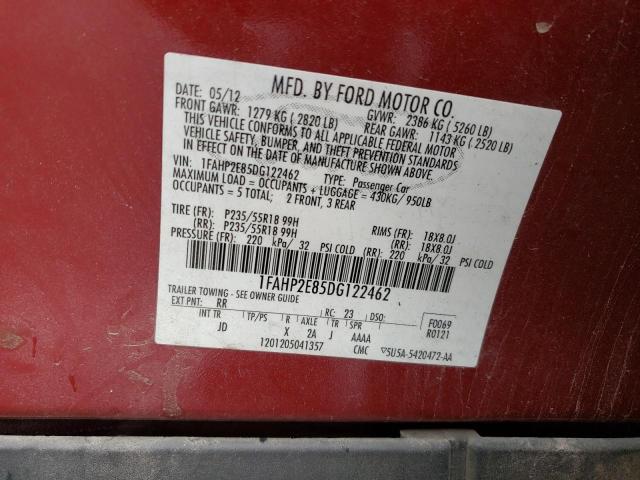 MFD. BY FORD MOTOR CO.
DATE: 05/12 GVWR: 2386 KG ( 5260 LB)
FRONT GAWR: 1279 KG ( 2820 LB) REAR GAWR: 1143 KG ( 2520 LB)
THIS VEHICLE CONFORMS TO ALL APPLICABLE FEDERAL MOTOR
VEHICLE SAFETY, BUMPER, AND THEFT PREVENTION STANDARDS
IN EFFECT ON THE DATE OF MANUFACTURE SHOWN ABOVE.
VIN: 1FAHP2E85DG122462 TYPE: Passenger Car
MAXIMUM LOAD = OCCUPANTS + LUGGAGE = 430KG/ 950LB
OCCUPANTS = 5 TOTAL; 2 FRONT, 3 REAR
TIRE (FR): P235/55R18 99H RIMS (FR): 18X8.0J
(RR): P235/55R18 99H (RR): 18X8.0J
PRESSURE (FR): 220 kPa/ 32 PSI COLD (RR): 220 kPa/ 32 PSI COLD
1FAHP2E85DG122462
TRAILER TOWING - SEE OWNER GUIDE
EXT PNT: RR RC: 23 DSO: F0069
INT TR TP/PS R AXLE TR SPR R0121
JD X 2A J AAAA
1201205041357 CMC 5U5A-5420472-AA